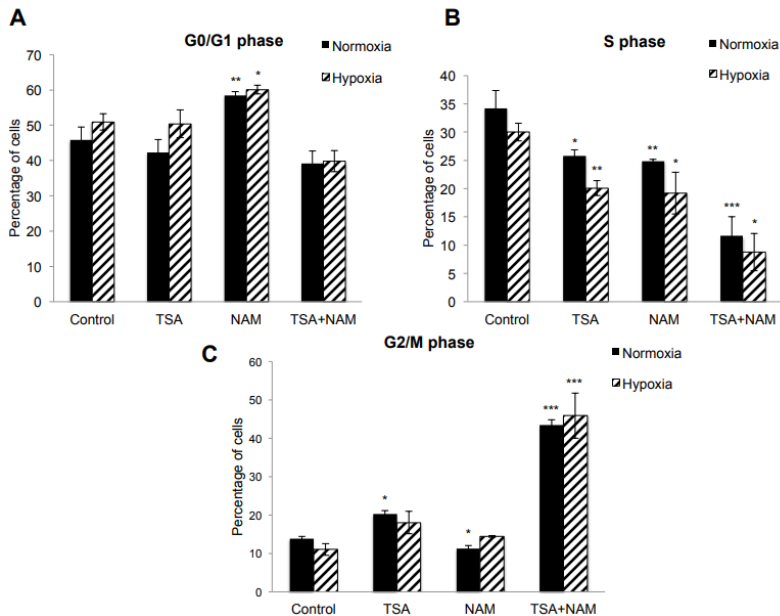 A
G0/G1 phase
Normoxia
Hypoxia
Percentage of cells
70
60
50
40
30
20
10
0
** *
Control TSA NAM TSA+NAM
B
S phase
Normoxia
Hypoxia
Percentage of cells
40
35
30
25
20
15
10
5
0
* ** ** * *** *
Control TSA NAM TSA+NAM
C
G2/M phase
Normoxia
Hypoxia
Percentage of cells
60
50
40
30
20
10
0
* * *** ***
Control TSA NAM TSA+NAM